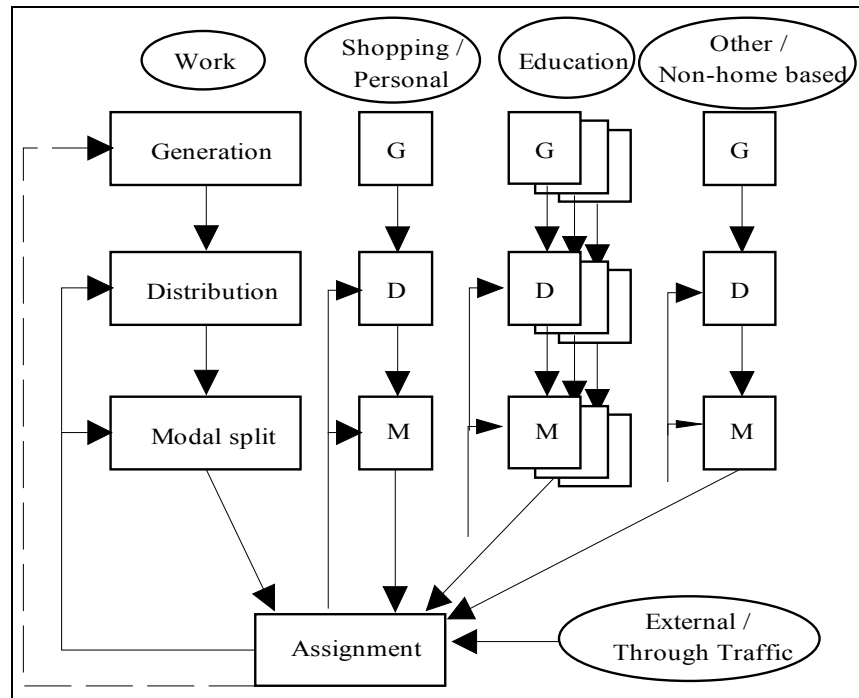 Work
Shopping /
Personal
Education
Other /
Non-home based
Generation
G
G
G
Distribution
D
D
D
Modal split
M
M
M
Assignment
External /
Through Traffic